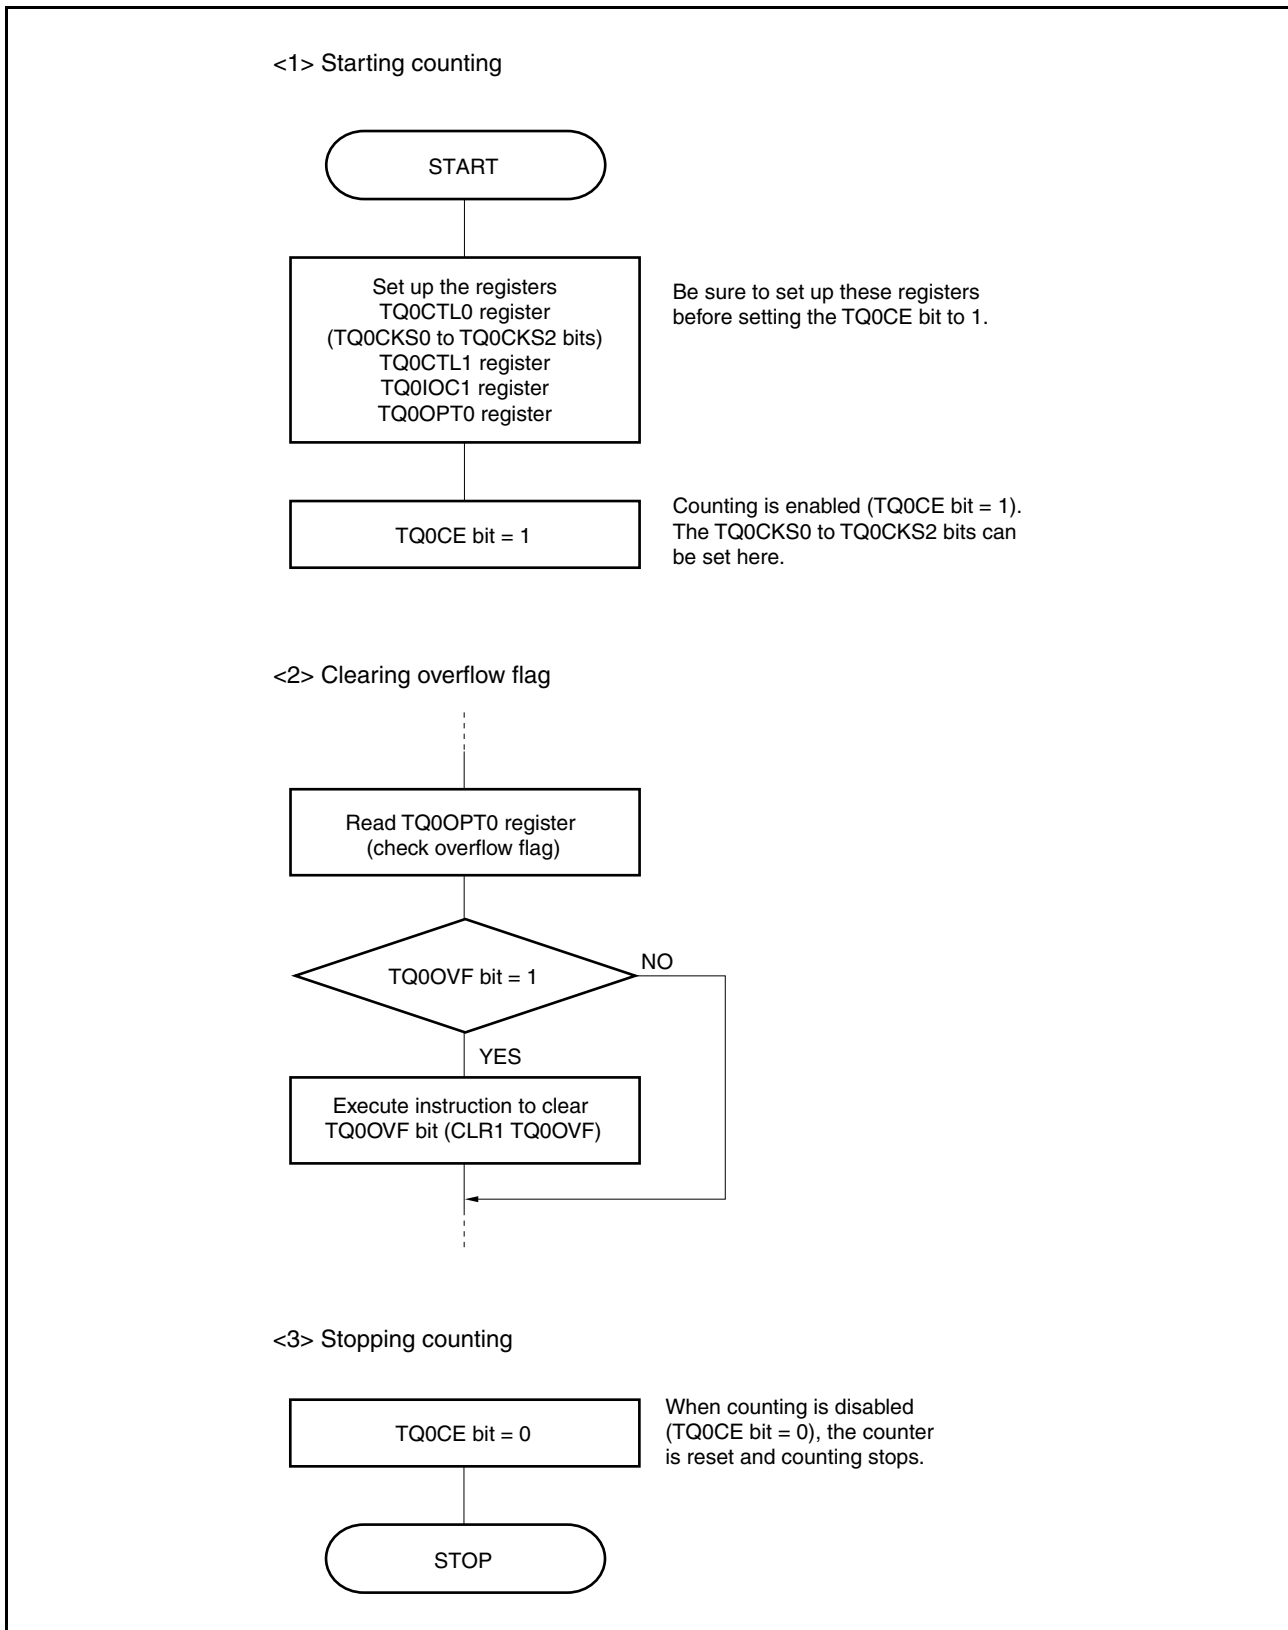 <1> Starting counting
START
Set up the registers
TQ0CTL0 register
(TQ0CKS0 to TQ0CKS2 bits)
TQ0CTL1 register
TQ0IOC1 register
TQ0OPT0 register
Be sure to set up these registers
before setting the TQ0CE bit to 1.
TQ0CE bit = 1
Counting is enabled (TQ0CE bit = 1).
The TQ0CKS0 to TQ0CKS2 bits can
be set here.
<2> Clearing overflow flag
Read TQ0OPT0 register
(check overflow flag)
TQ0OVF bit = 1
NO
YES
Execute instruction to clear
TQ0OVF bit (CLR1 TQ0OVF)
<3> Stopping counting
TQ0CE bit = 0
When counting is disabled
(TQ0CE bit = 0), the counter
is reset and counting stops.
STOP